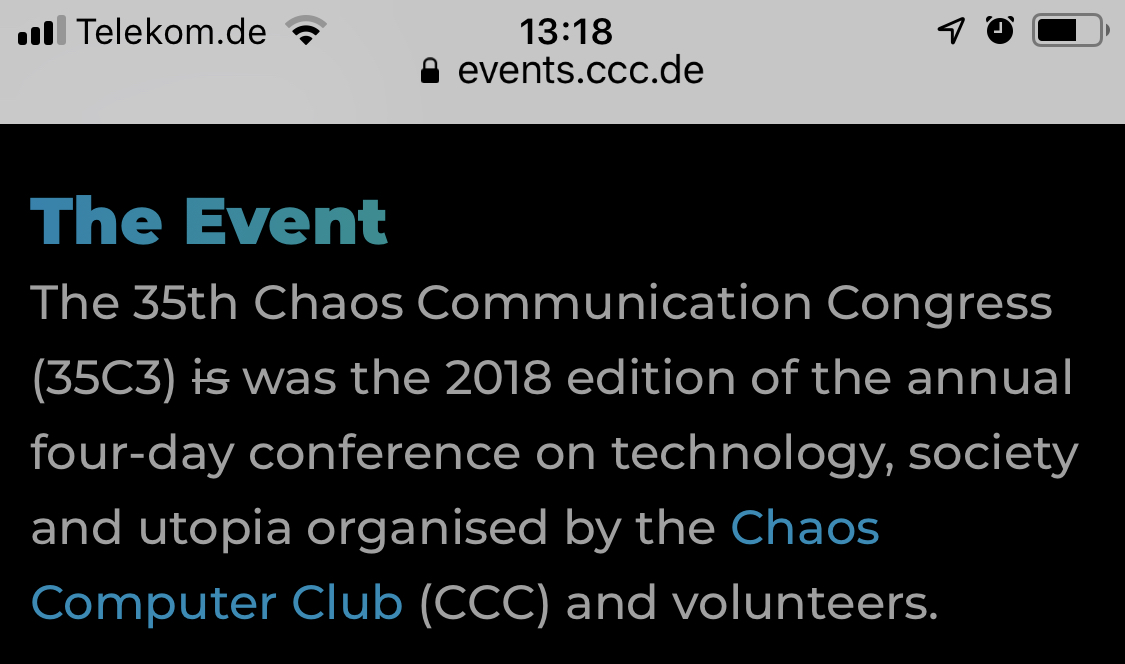 Telekom.de 13:18
events.ccc.de
The Event
The 35th Chaos Communication Congress
(35C3) is was the 2018 edition of the annual
four-day conference on technology, society
and utopia organised by the Chaos
Computer Club (CCC) and volunteers.